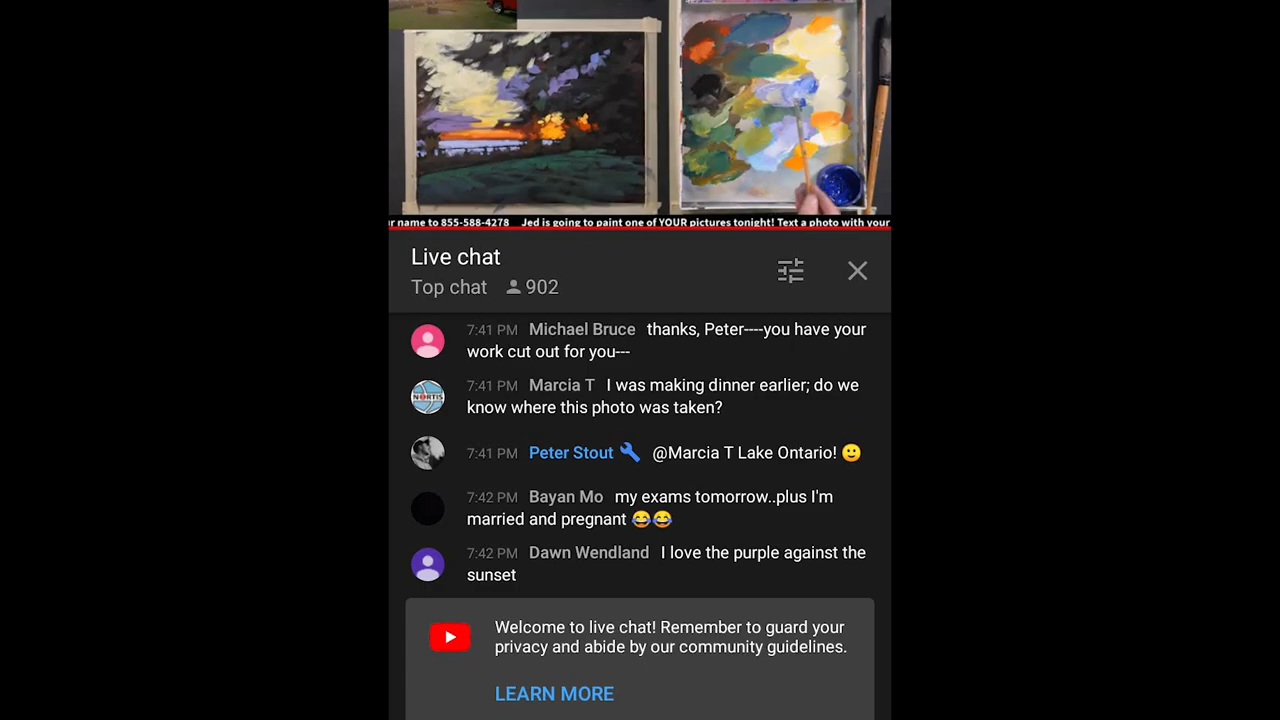 r name to 855-588-4278 Jed is going to paint one of YOUR pictures tonight! Text a photo with your
Live chat
Top chat 902
7:41 PM Michael Bruce thanks, Peter----you have your
work cut out for you---
7:41 PM Marcia T I was making dinner earlier; do we
know where this photo was taken?
NORTIS
7:41 PM Peter Stout 🔧 @Marcia T Lake Ontario! 🙂
7:42 PM Bayan Mo my exams tomorrow..plus I'm
married and pregnant 😂😂
7:42 PM Dawn Wendland I love the purple against the
sunset
Welcome to live chat! Remember to guard your
privacy and abide by our community guidelines.
LEARN MORE